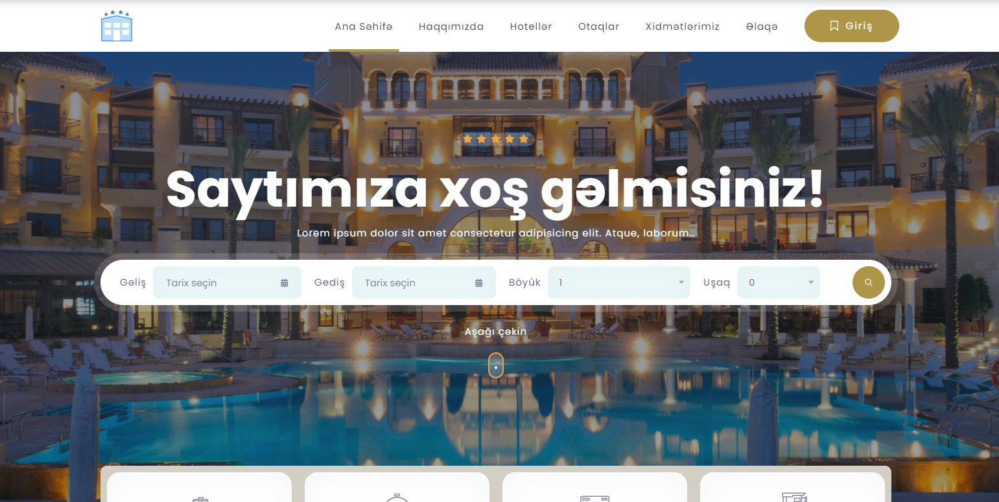 Ana Səhifə Haqqımızda Hotellər Otaqlar Xidmətlərimiz Əlaqə Giriş
Saytımıza xoş gəlmisiniz!
Lorem ipsum dolor sit amet consectetur adipisicing elit. Atque, laborum..
Gəliş Tarix seçin Gediş Tarix seçin Böyük 1 Uşaq 0
Aşağı çəkin